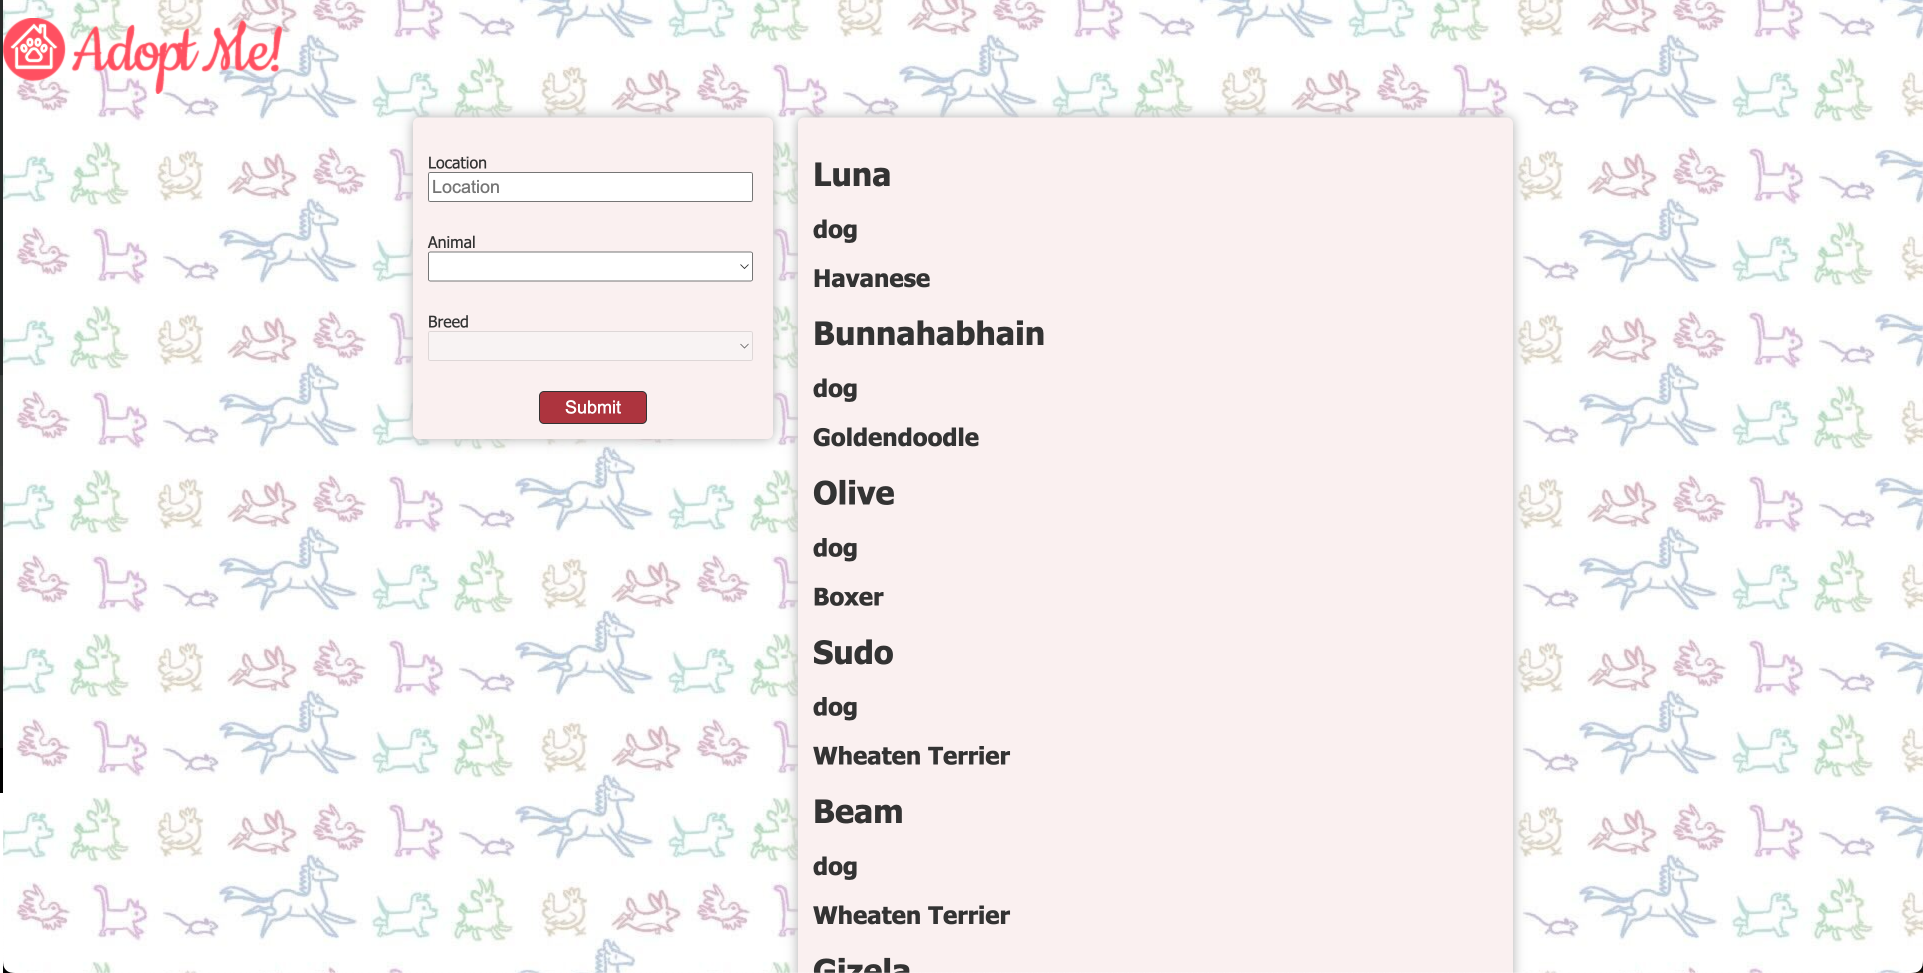 Adopt Me!
Location
Location
Animal
Breed
Submit
Luna
dog
Havanese
Bunnahabhain
dog
Goldendoodle
Olive
dog
Boxer
Sudo
dog
Wheaten Terrier
Beam
dog
Wheaten Terrier
Gizela